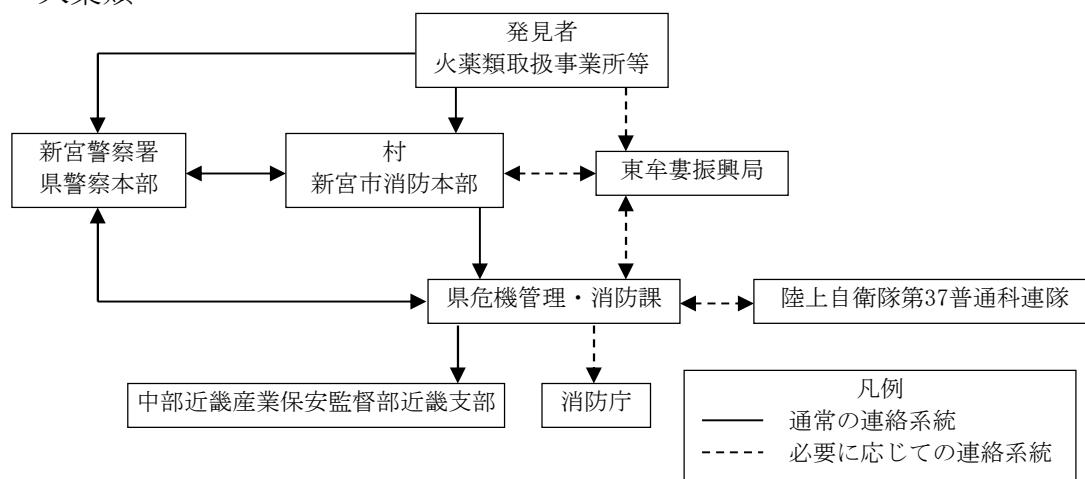 発見者
火薬類取扱事業所等
新宮警察署
県警察本部
村
新宮市消防本部
東牟婁振興局
県危機管理・消防課
陸上自衛隊第37普通科連隊
中部近畿産業保安監督部近畿支部
消防庁
凡例
通常の連絡系統
必要に応じての連絡系統